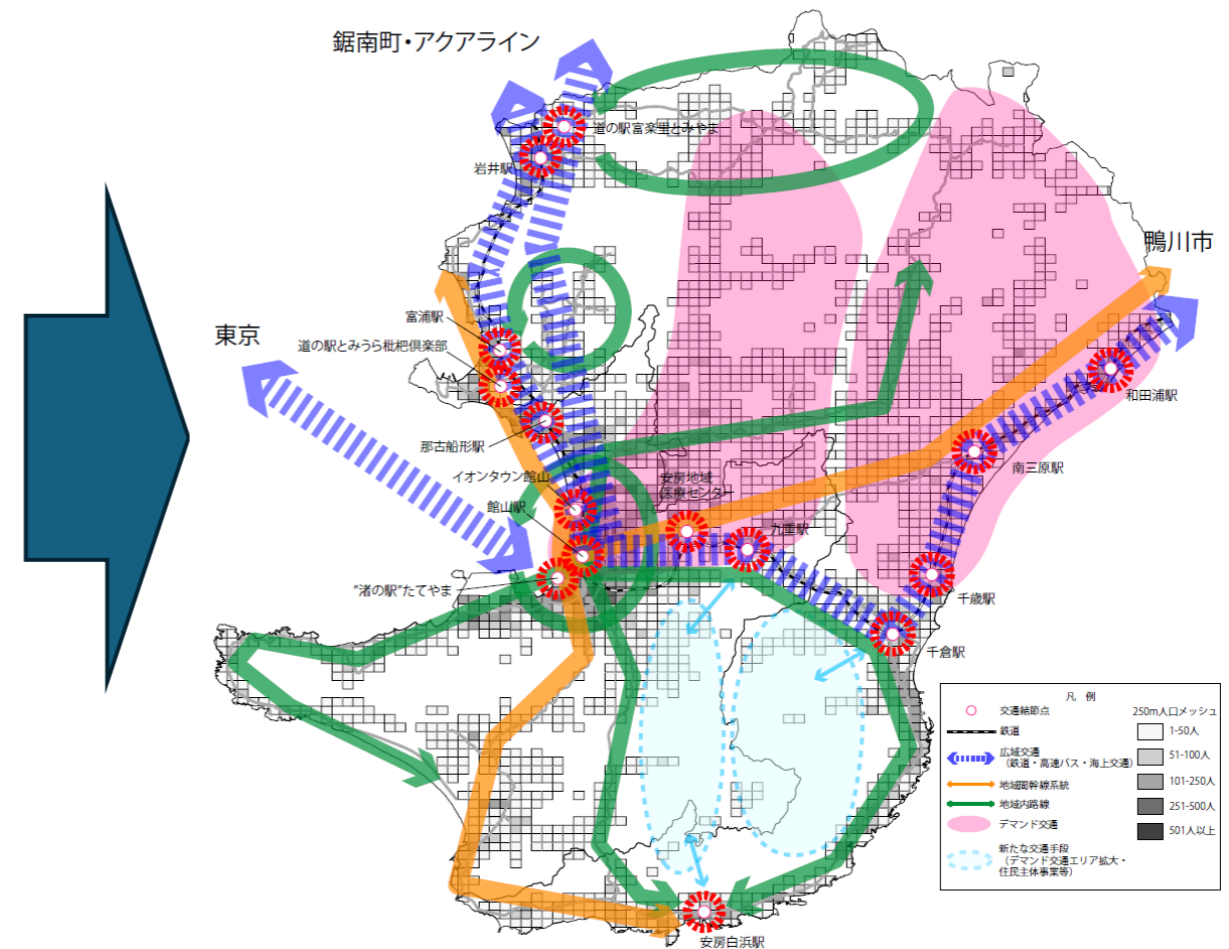 鋸南町・アクアライン
道の駅富楽里とみやま
岩井駅
鴨川市
富浦駅
東京
道の駅とみうら枇杷倶楽部
和田浦駅
那古船形駅
南三原駅
イオンタウン館山
安房地域
医療センター
館山駅
九重駅
"渚の駅"たてやま
千歳駅
千倉駅
安房白浜駅
凡 例
交通結節点
鉄道
広域交通
(鉄道・高速バス・海上交通)
地域間幹線系統
地域内路線
デマンド交通
新たな交通手段
(デマンド交通エリア拡大・
住民主体事業等)
250m人口メッシュ
1-50人
51-100人
101-250人
251-500人
501人以上